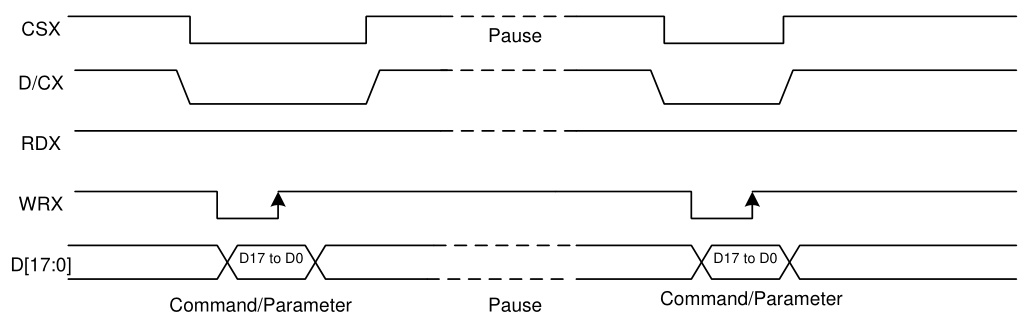 CSX
Pause
D/CX
RDX
WRX
D[17:0]
D17 to D0
D17 to D0
Command/Parameter
Pause
Command/Parameter